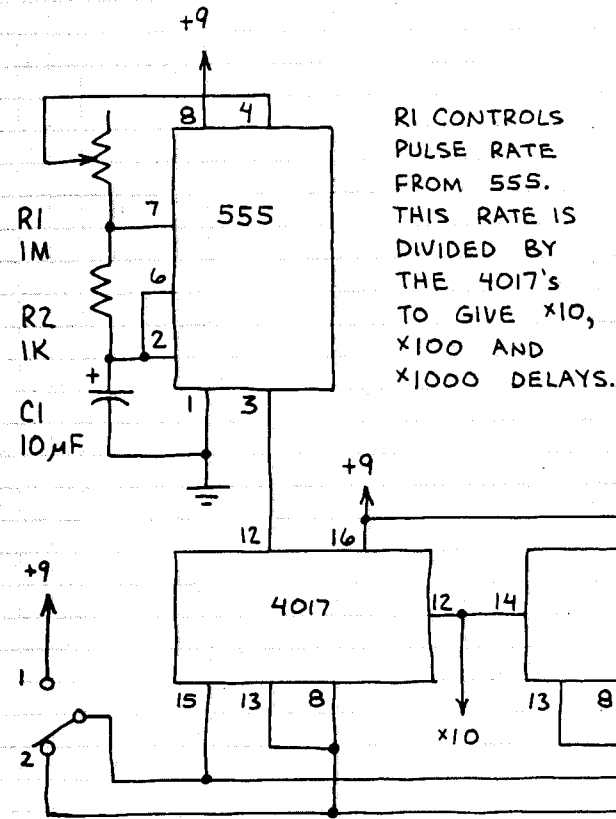 +9
8
4
R1 CONTROLS
PULSE RATE
FROM 555.
THIS RATE IS
DIVIDED BY
THE 4017's
TO GIVE ×10,
×100 AND
×1000 DELAYS.
R1
1M
7
555
6
R2
1K
2
+
C1
10µF
1
3
+9
12
16
+9
4017
12
14
1
15
13
8
13
8
×10
2